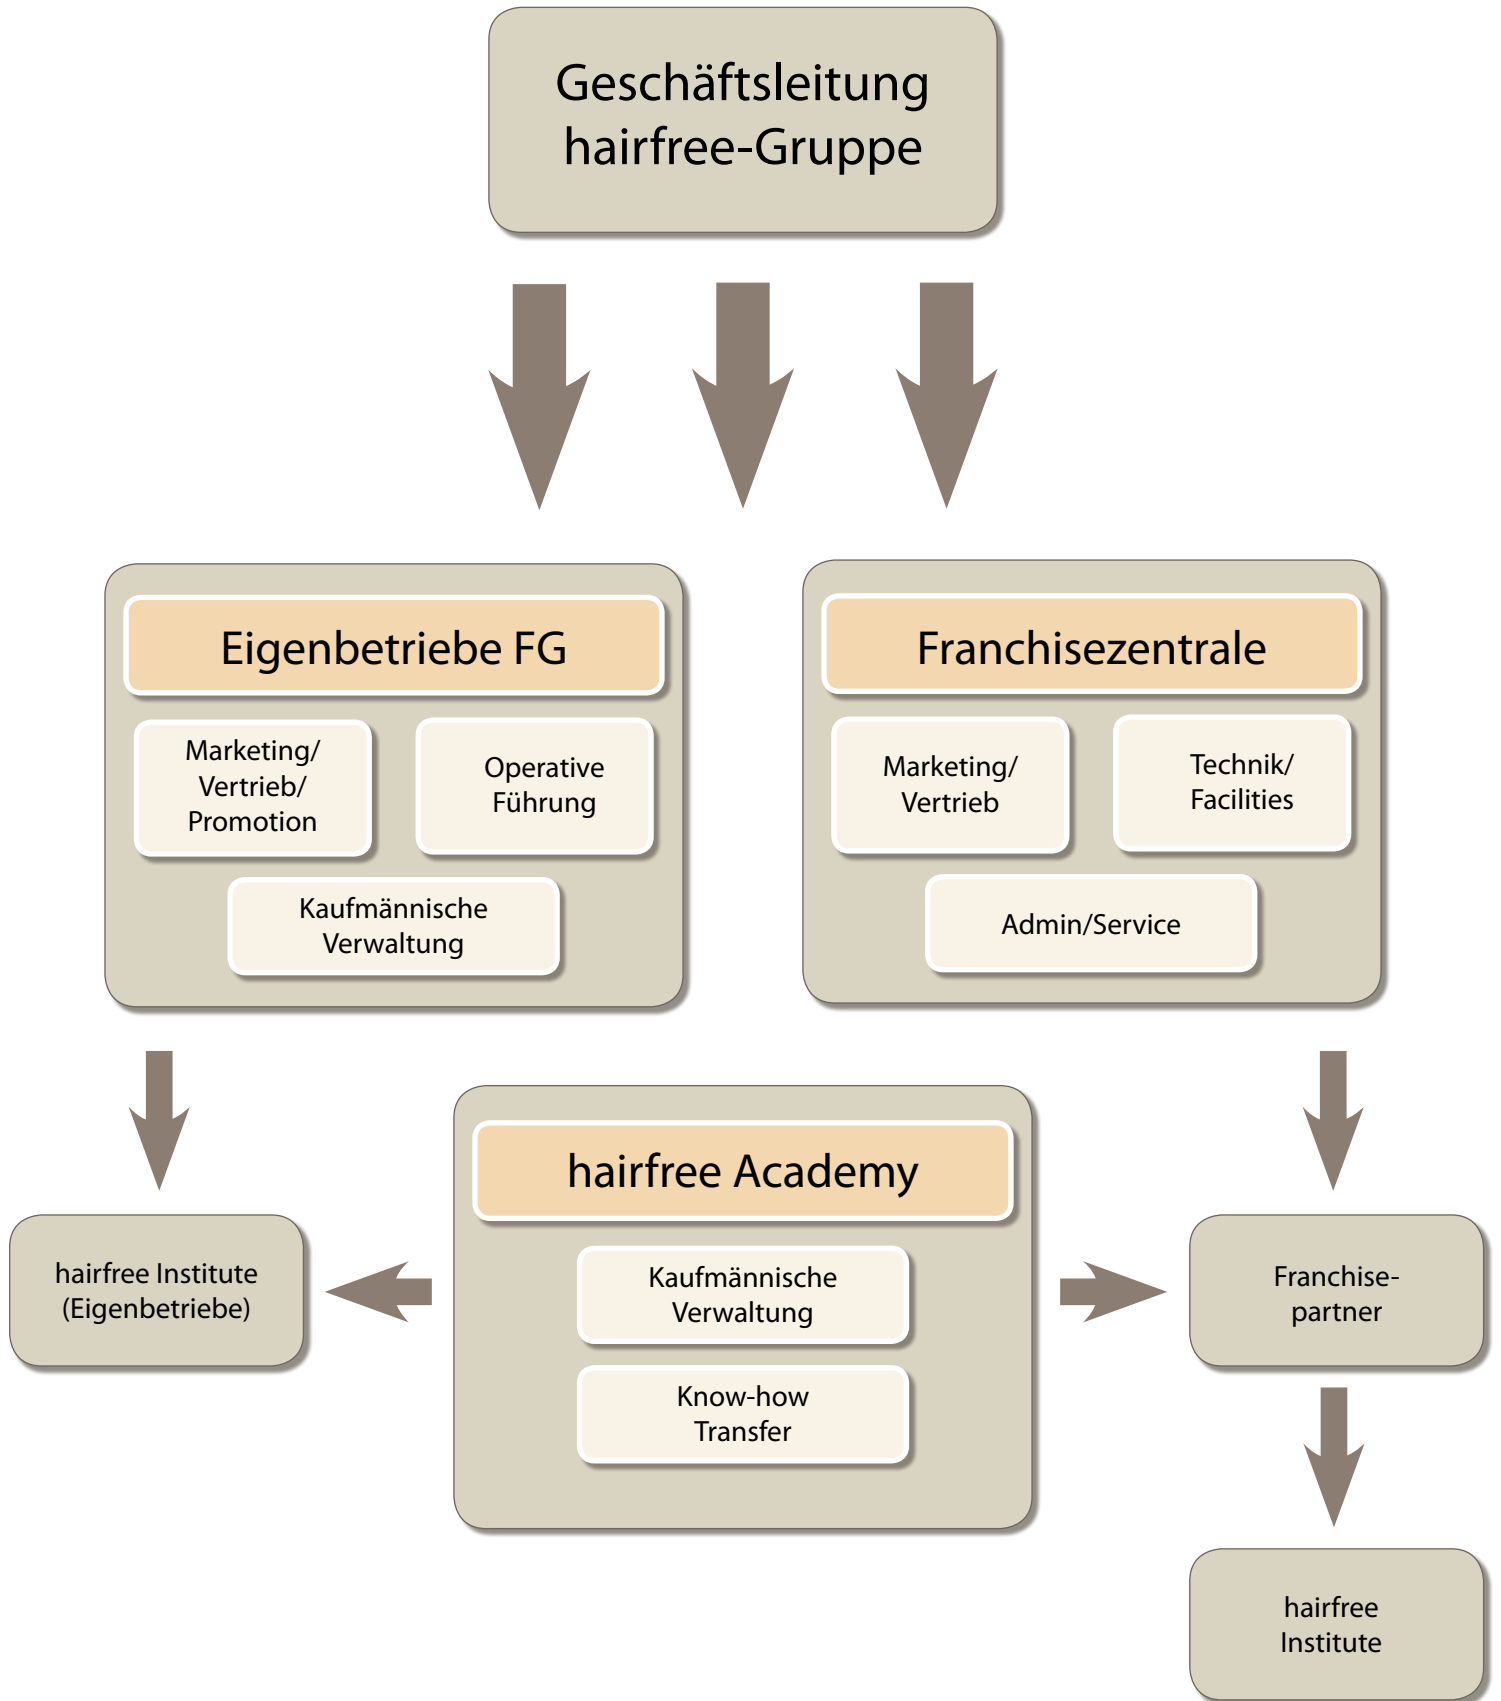 Geschäftsleitung
hairfree-Gruppe
Eigenbetriebe FG
Marketing/
Vertrieb/
Promotion
Operative
Führung
Kaufmännische
Verwaltung
Franchisezentrale
Marketing/
Vertrieb
Technik/
Facilities
Admin/Service
hairfree Academy
Kaufmännische
Verwaltung
Know-how
Transfer
hairfree Institute
(Eigenbetriebe)
Franchise-
partner
hairfree
Institute